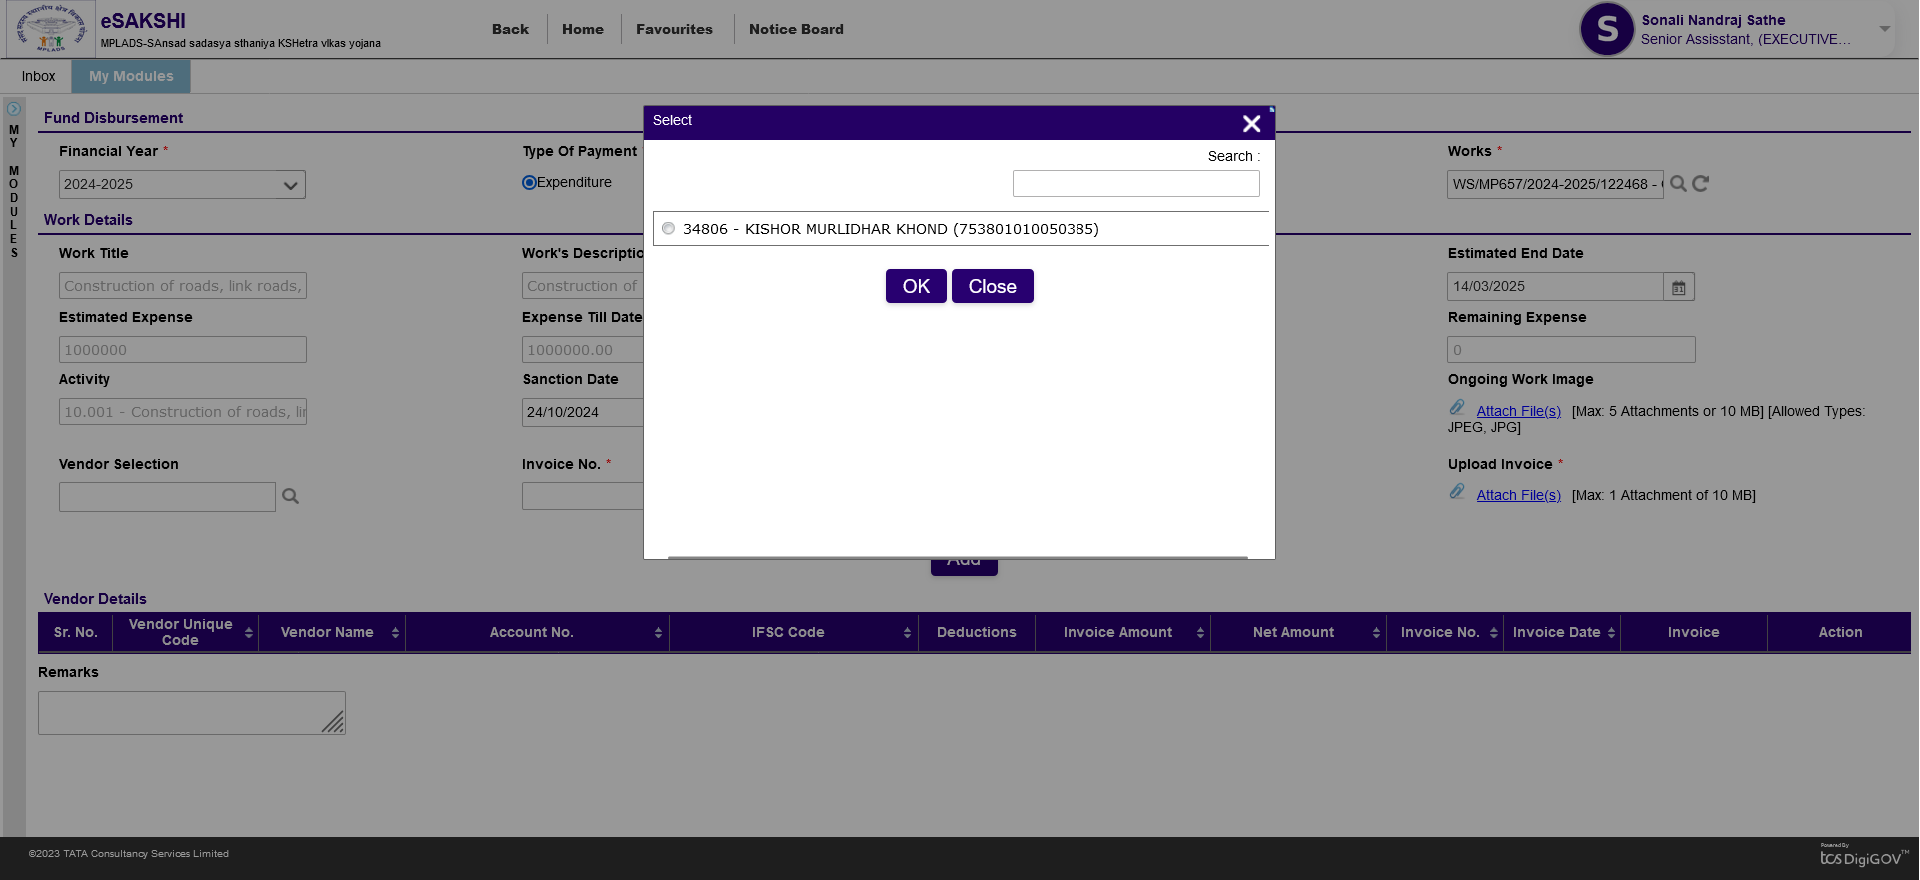 eSAKSHI
MPLADS-SAnsad sadasya sthaniya KSHetra vIkas yojana
MPLADS
Back
Home
Favourites
Notice Board
S
Sonali Nandraj Sathe
Senior Assisstant, (EXECUTIVE...
Inbox
My Modules
MY MODULES
Fund Disbursement
Financial Year *
Type Of Payment
Works *
2024-2025
Expenditure
WS/MP657/2024-2025/122468 -
Work Details
Work Title
Work's Descriptio
Estimated End Date
Construction of roads, link roads,
Construction of
14/03/2025
31
Estimated Expense
Expense Till Date
Remaining Expense
1000000
1000000.00
0
Activity
Sanction Date
Ongoing Work Image
10.001 - Construction of roads, lin
24/10/2024
Attach File(s) [Max: 5 Attachments or 10 MB] [Allowed Types:
JPEG, JPG]
Vendor Selection
Invoice No. *
Upload Invoice *
Attach File(s) [Max: 1 Attachment of 10 MB]
Select
Search :
34806 - KISHOR MURLIDHAR KHOND (753801010050385)
OK
Close
Add
Vendor Details
Sr. No.
Vendor Unique
Code
Vendor Name
Account No.
IFSC Code
Deductions
Invoice Amount
Net Amount
Invoice No.
Invoice Date
Invoice
Action
Remarks
©2023 TATA Consultancy Services Limited
Powered By
tcs DigiGOV™